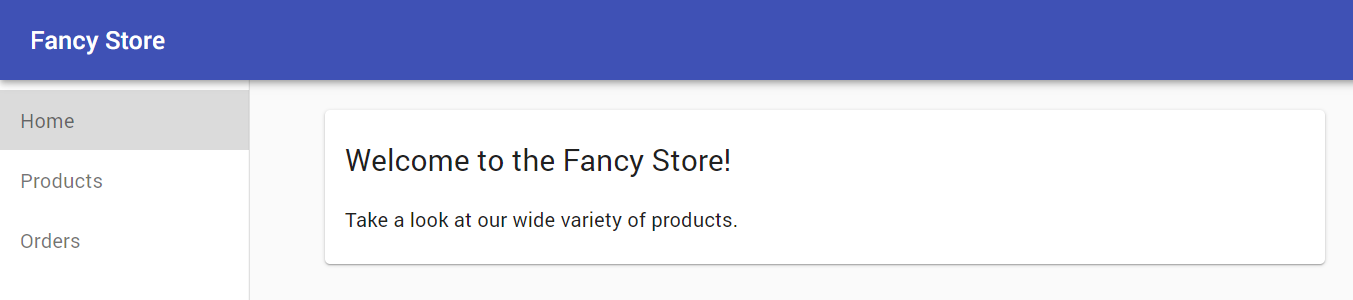 Fancy Store
Home
Products
Orders
Welcome to the Fancy Store!
Take a look at our wide variety of products.